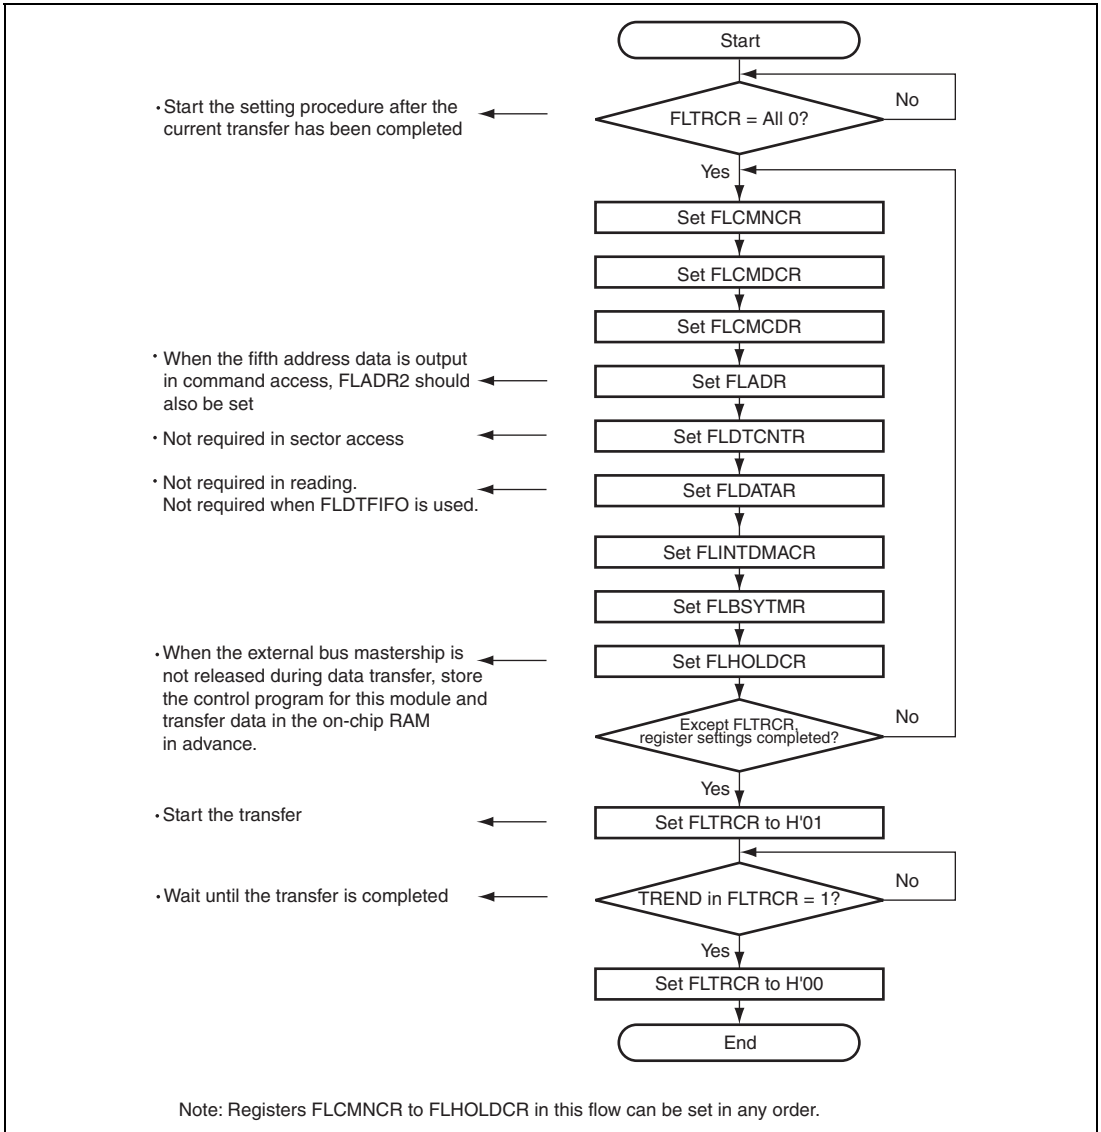 Start
· Start the setting procedure after the
current transfer has been completed
FLTRCR = All 0?
No
Yes
Set FLCMNCR
Set FLCMDCR
Set FLCMCDR
· When the fifth address data is output
in command access, FLADR2 should
also be set
Set FLADR
· Not required in sector access
Set FLDTCNTR
· Not required in reading.
Not required when FLDTFIFO is used.
Set FLDATAR
Set FLINTDMACR
Set FLBSYTMR
· When the external bus mastership is
not released during data transfer, store
the control program for this module and
transfer data in the on-chip RAM
in advance.
Set FLHOLDCR
Except FLTRCR,
register settings completed?
No
Yes
· Start the transfer
Set FLTRCR to H'01
· Wait until the transfer is completed
TREND in FLTRCR = 1?
No
Yes
Set FLTRCR to H'00
End
Note: Registers FLCMNCR to FLHOLDCR in this flow can be set in any order.